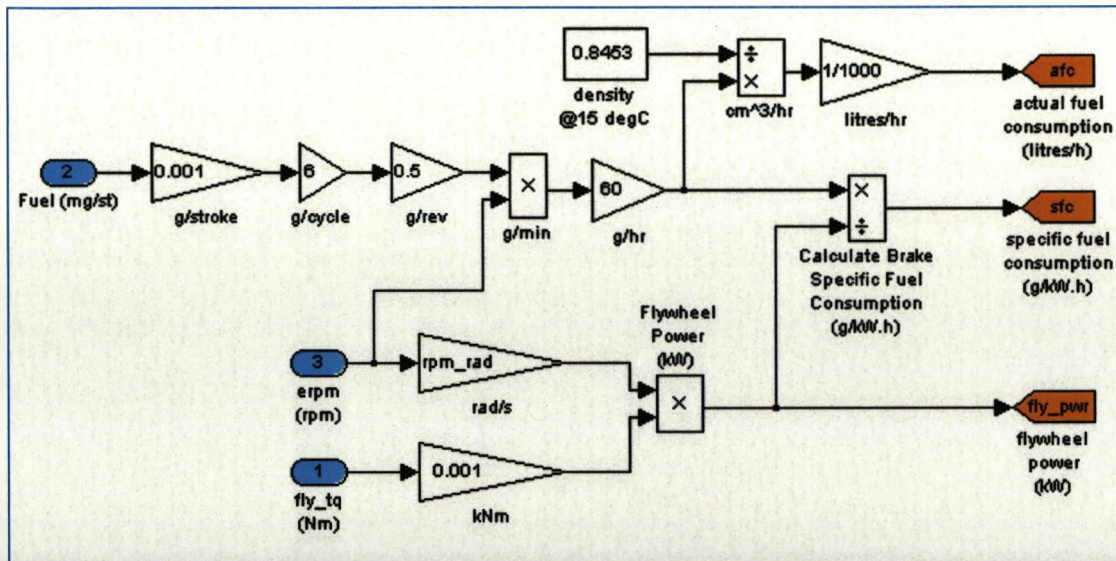 0.8453
÷
×
1/1000
afc
density
@15 degC
cm^3/hr
litres/hr
actual fuel
consumption
(litres/h)
2
0.001
6
0.5
×
60
×
÷
sfc
Fuel (mg/st)
g/stroke
g/cycle
g/rev
g/min
g/hr
specific fuel
consumption
(g/kW.h)
Calculate Brake
Specific Fuel
Consumption
(g/kW.h)
Flywheel
Power
(kW)
3
rpm_rad
×
fly_pwr
erpm
(rpm)
rad/s
flywheel
power
(kW)
1
0.001
fly_tq
(Nm)
kNm